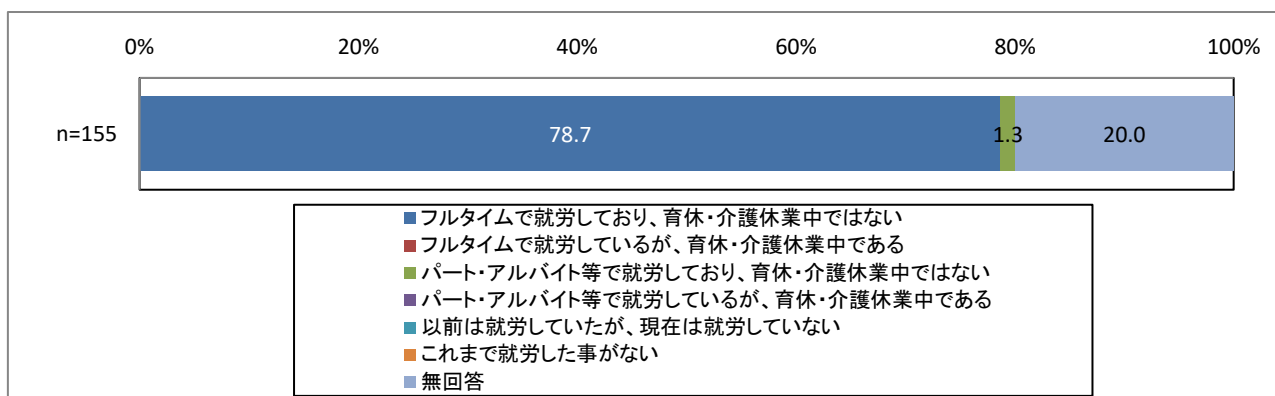 0% 20% 40% 60% 80% 100%
n=155 78.7 1.3 20.0
フルタイムで就労しており、育休・介護休業中ではない
フルタイムで就労しているが、育休・介護休業中である
パート・アルバイト等で就労しており、育休・介護休業中ではない
パート・アルバイト等で就労しているが、育休・介護休業中である
以前は就労していたが、現在は就労していない
これまで就労した事がない
無回答